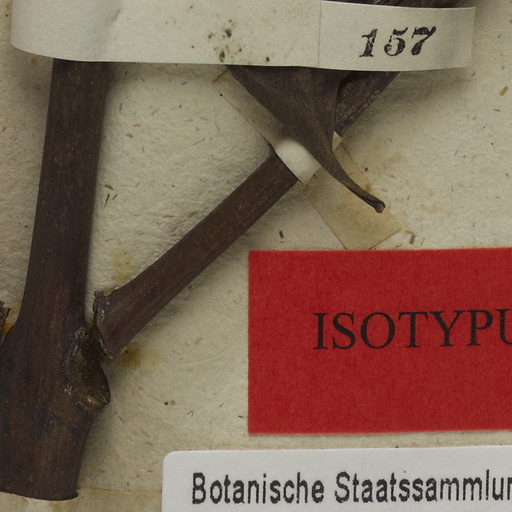 157
ISOTYPU
Botanische Staatssammlun